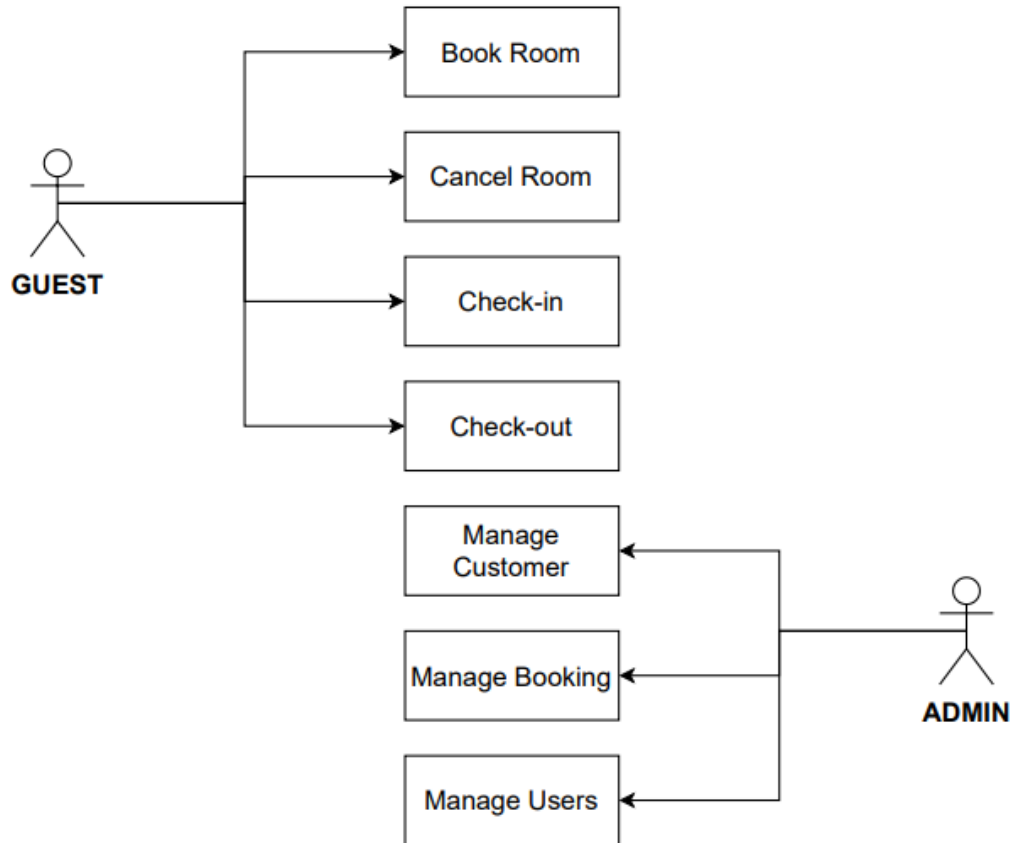 Book Room
Cancel Room
GUEST
Check-in
Check-out
Manage
Customer
Manage Booking
ADMIN
Manage Users